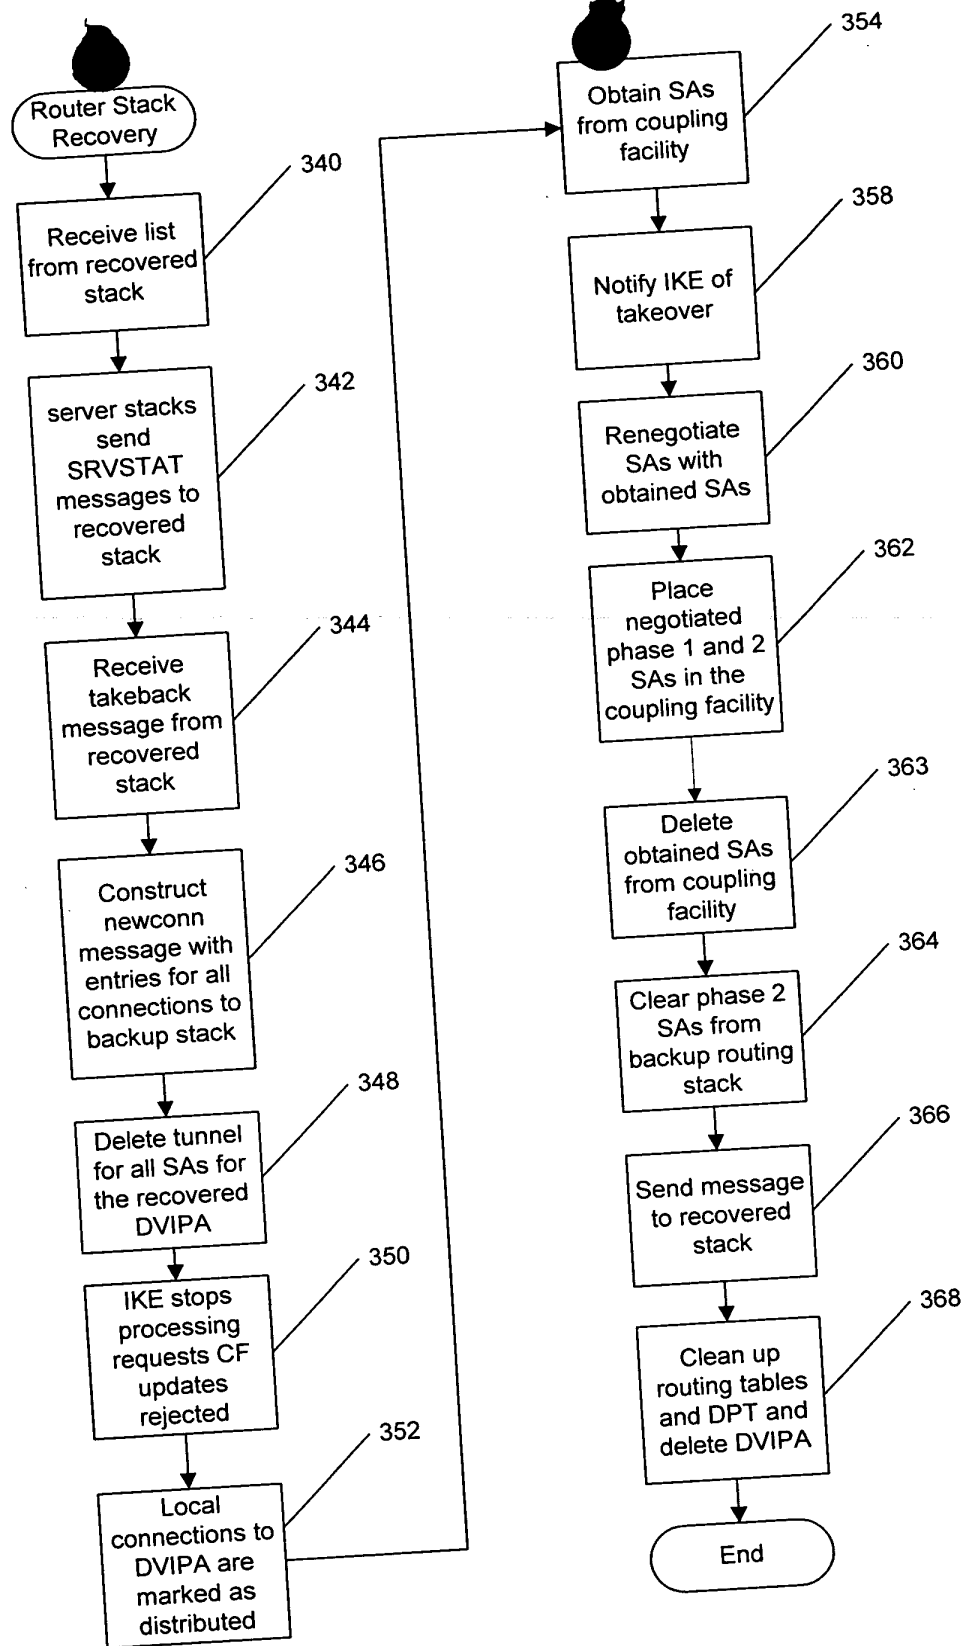 Router Stack
Recovery
340
Receive list
from recovered
stack
342
server stacks
send
SRVSTAT
messages to
recovered
stack
344
Receive
takeback
message from
recovered
stack
346
Construct
newconn
message with
entries for all
connections to
backup stack
348
Delete tunnel
for all SAs for
the recovered
DVIPA
350
IKE stops
processing
requests CF
updates
rejected
352
Local
connections to
DVIPA are
marked as
distributed
354
Obtain SAs
from coupling
facility
358
Notify IKE of
takeover
360
Renegotiate
SAs with
obtained SAs
362
Place
negotiated
phase 1 and 2
SAs in the
coupling facility
363
Delete
obtained SAs
from coupling
facility
364
Clear phase 2
SAs from
backup routing
stack
366
Send message
to recovered
stack
368
Clean up
routing tables
and DPT and
delete DVIPA
End